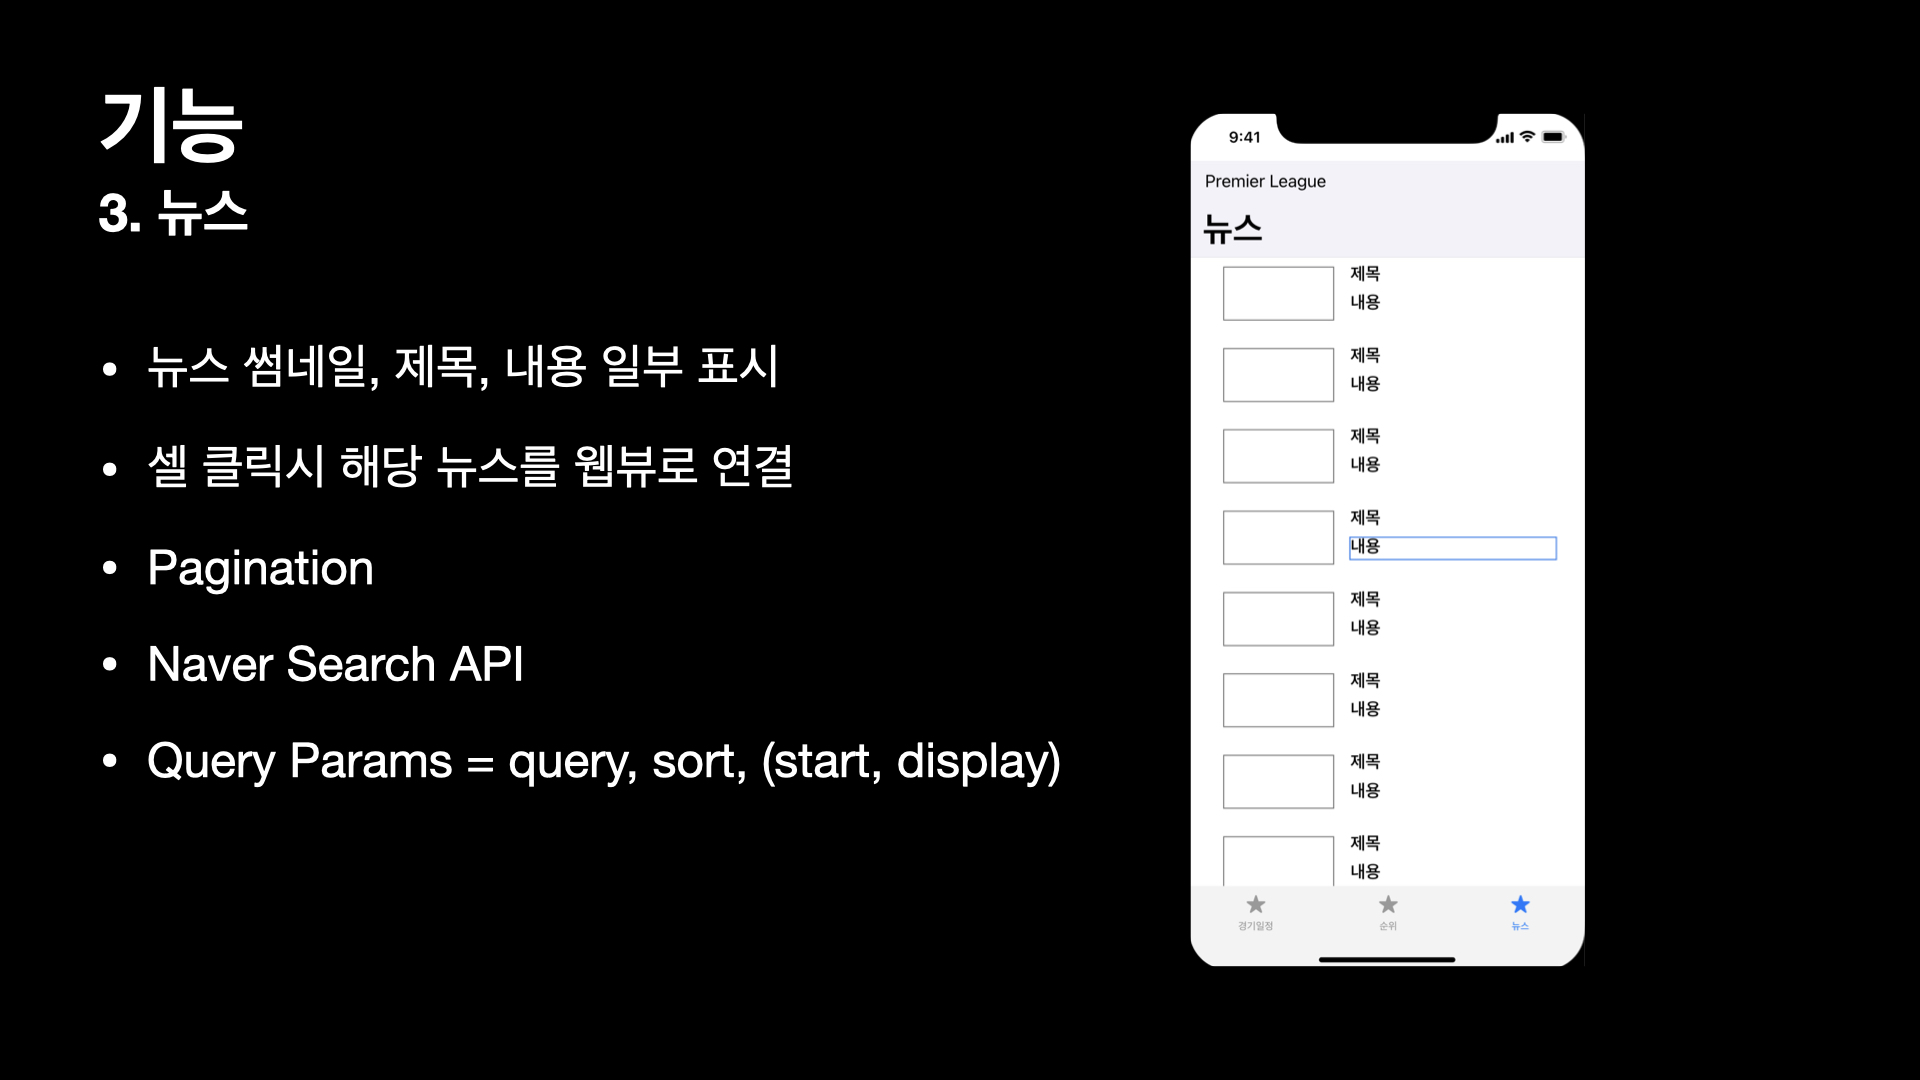 기능
3. 뉴스
• 뉴스 썸네일, 제목, 내용 일부 표시
• 셀 클릭시 해당 뉴스를 웹뷰로 연결
• Pagination
• Naver Search API
• Query Params = query, sort, (start, display)
9:41
Premier League
뉴스
제목
내용
제목
내용
제목
내용
제목
내용
제목
내용
제목
내용
제목
내용
제목
내용
경기일정 순위 뉴스